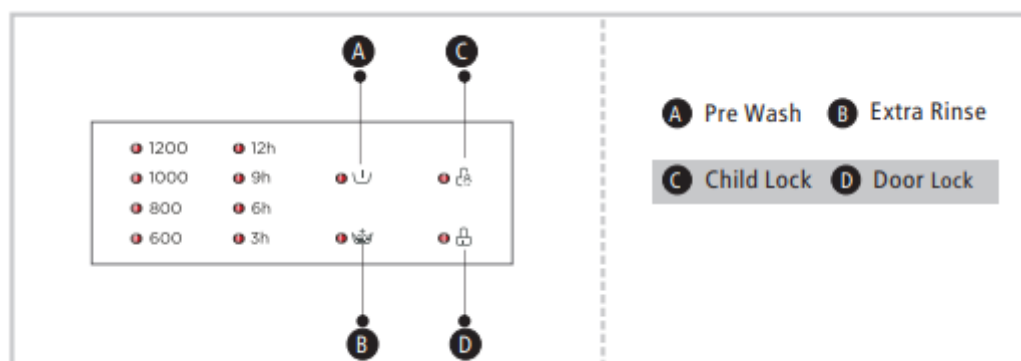 A C
1200 12h
1000 9h
800 6h
600 3h
B D
A Pre Wash B Extra Rinse
C Child Lock D Door Lock